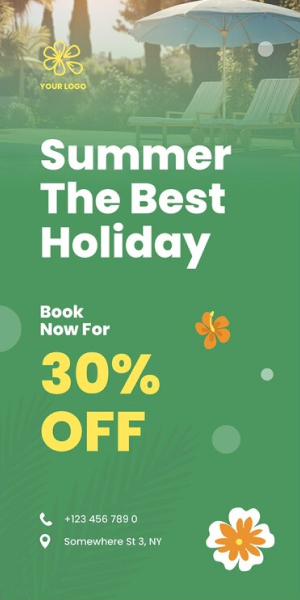 YOUR LOGO
Summer
The Best
Holiday
Book
Now For
30%
OFF
+123 456 789 0
Somewhere St 3, NY